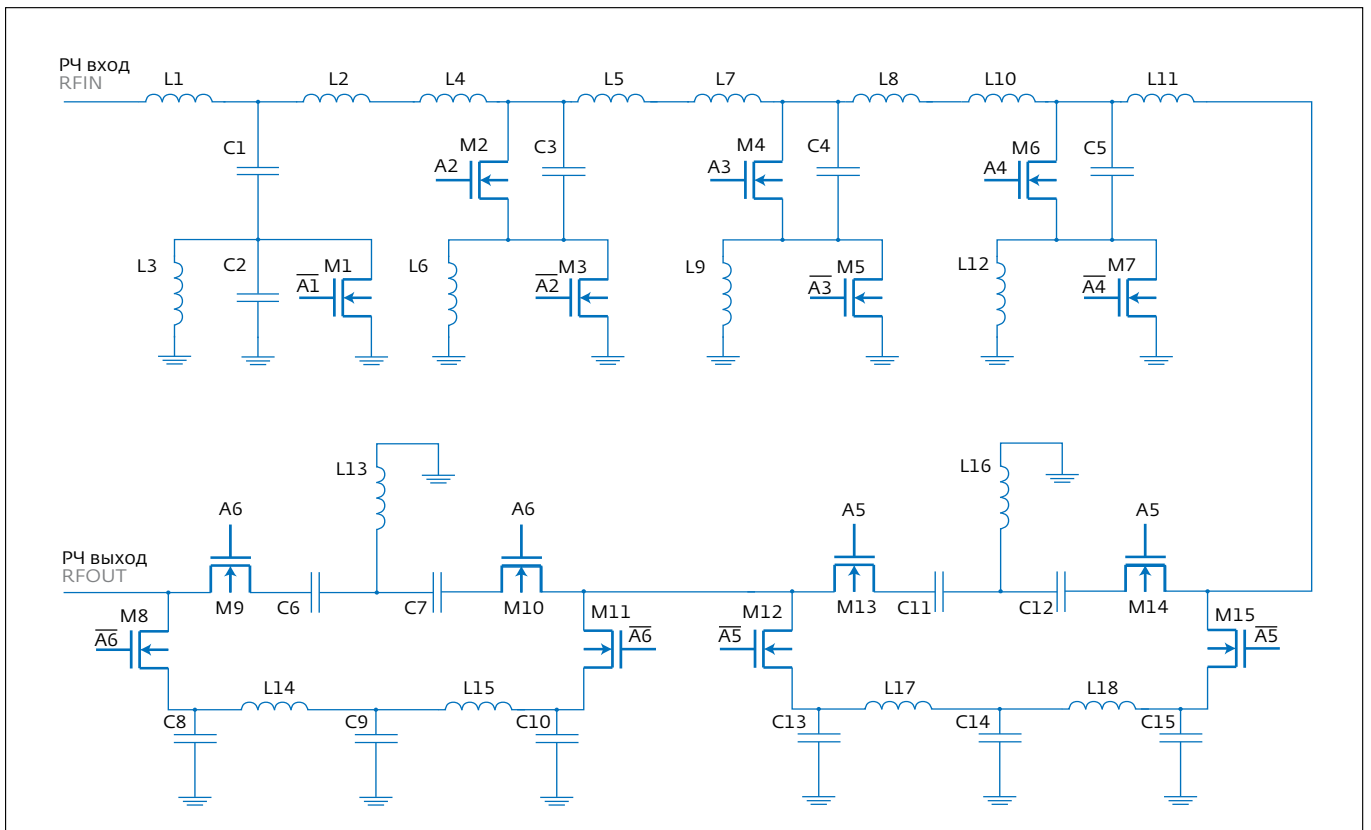 РЧ вход
RFIN
L1
L2
L4
L5
L7
L8
L10
L11
C1
M2
A2
C3
M4
A3
C4
M6
A4
C5
L3
C2
M1
A1
L6
M3
A2
L9
M5
A3
L12
M7
A4
L13
L16
A6
A6
A5
A5
РЧ выход
RFOUT
M9
C6
C7
M10
M13
C11
C12
M14
M8
A6
M11
A6
M12
A5
M15
A5
L14
L15
L17
L18
C8
C9
C10
C13
C14
C15